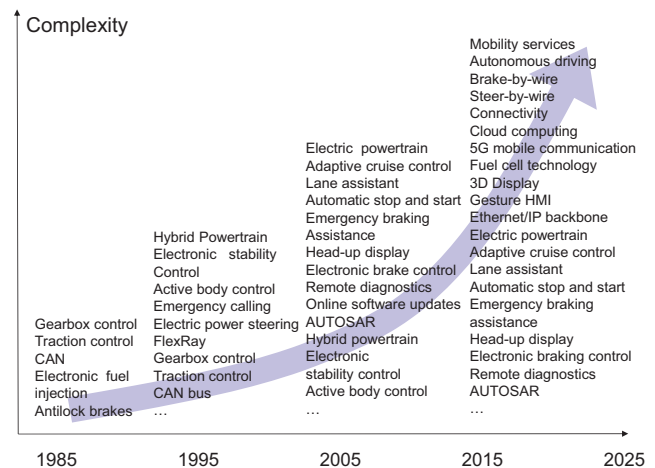 Complexity
Gearbox control
Traction control
CAN
Electronic fuel
injection
Antilock brakes
Hybrid Powertrain
Electronic stability
Control
Active body control
Emergency calling
Electric power steering
FlexRay
Gearbox control
Traction control
CAN bus
…
Electric powertrain
Adaptive cruise control
Lane assistant
Automatic stop and start
Emergency braking
Assistance
Head-up display
Electronic brake control
Remote diagnostics
Online software updates
AUTOSAR
Hybrid powertrain
Electronic
stability control
Active body control
…
Mobility services
Autonomous driving
Brake-by-wire
Steer-by-wire
Connectivity
Cloud computing
5G mobile communication
Fuel cell technology
3D Display
Gesture HMI
Ethernet/IP backbone
Electric powertrain
Adaptive cruise control
Lane assistant
Automatic stop and start
Emergency braking
assistance
Head-up display
Electronic braking control
Remote diagnostics
AUTOSAR
…
1985 1995 2005 2015 2025